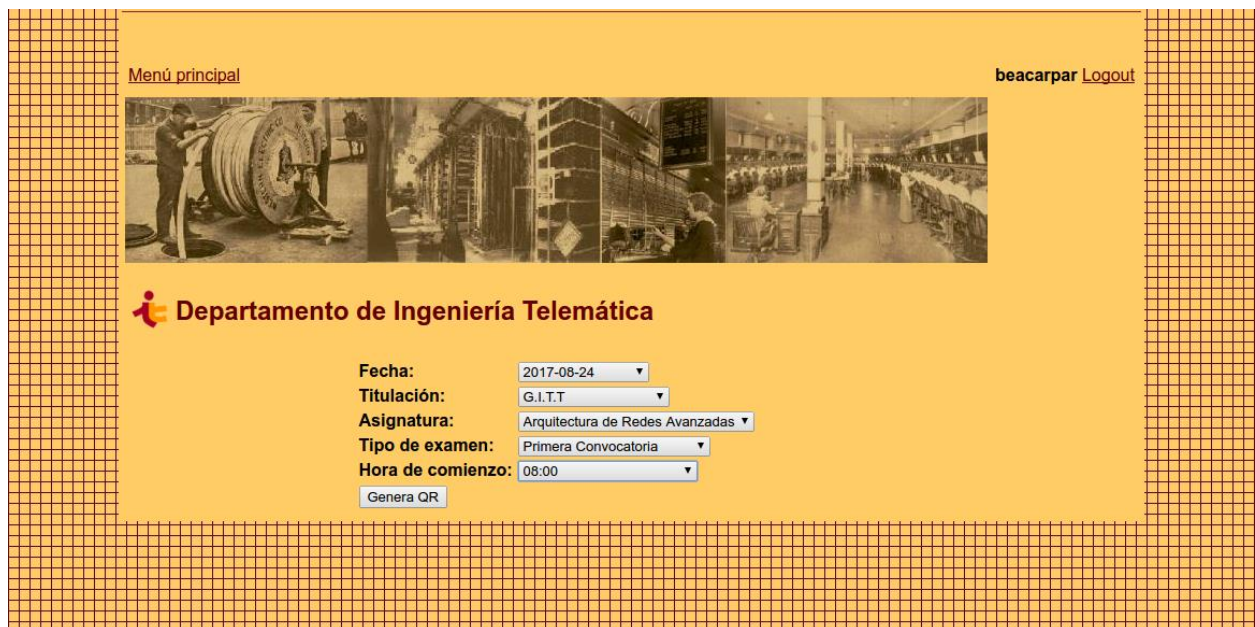 Menú principal
beacarpar Logout
Departamento de Ingeniería Telemática
Fecha: 2017-08-24
Titulación: G.I.T.T
Asignatura: Arquitectura de Redes Avanzadas
Tipo de examen: Primera Convocatoria
Hora de comienzo: 08:00
Genera QR